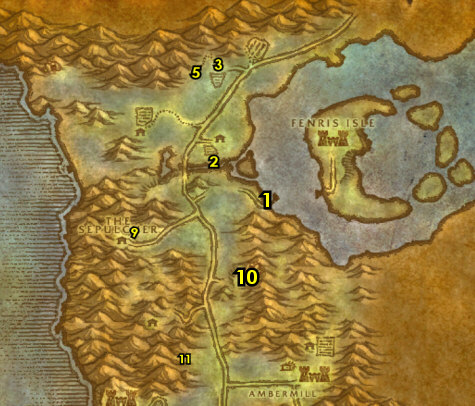 5
3
FENRIS ISLE
2
1
THE
SEPULCHER
9
10
11
AMBERMILL